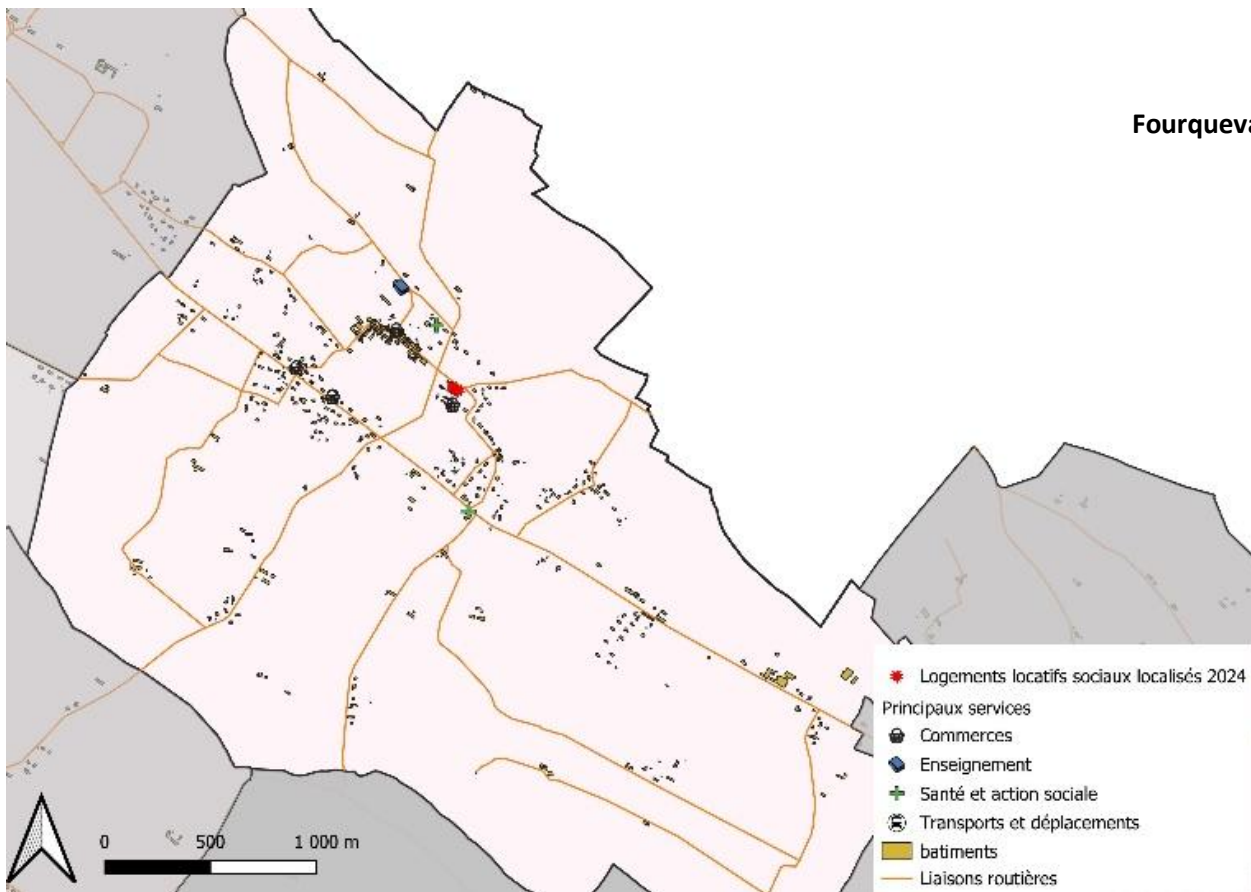 Fourqueva
Logements locatifs sociaux localisés 2024
Principaux services
Commerces
Enseignement
Santé et action sociale
Transports et déplacements
batiments
Liaisons routières
0 500 1 000 m